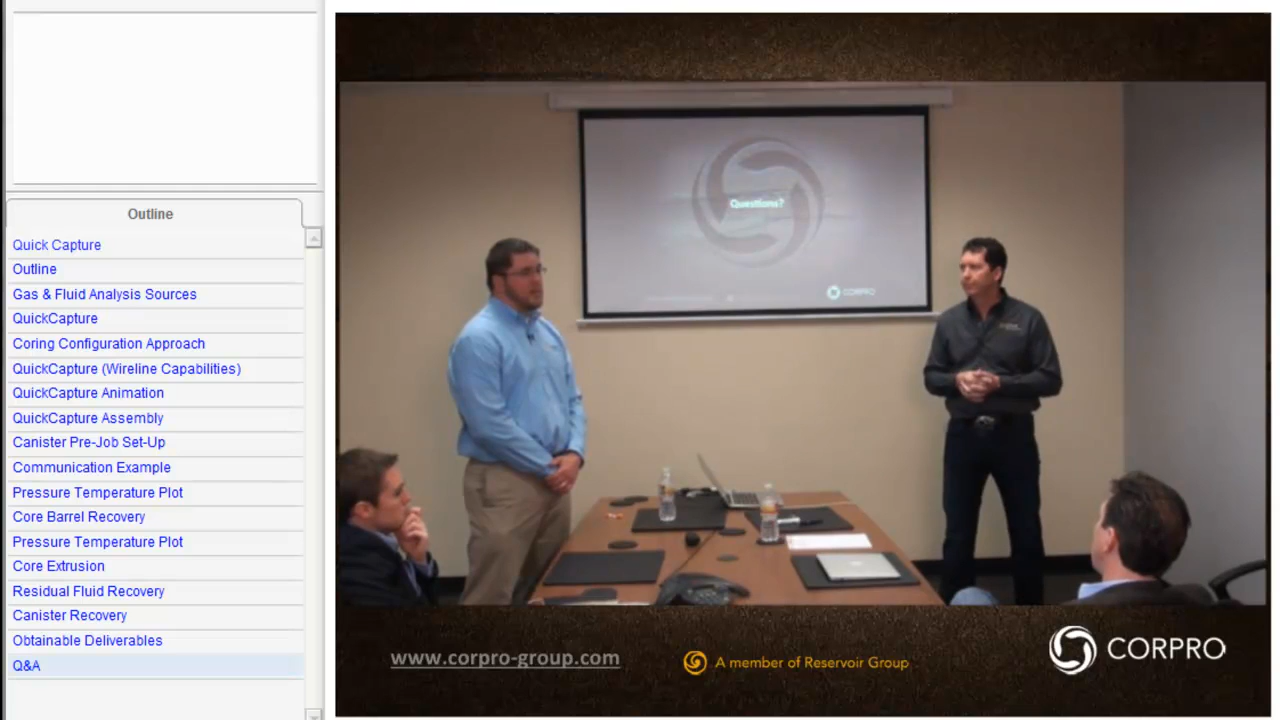 Outline
Quick Capture
Outline
Gas & Fluid Analysis Sources
QuickCapture
Coring Configuration Approach
QuickCapture (Wireline Capabilities)
QuickCapture Animation
QuickCapture Assembly
Canister Pre-Job Set-Up
Communication Example
Pressure Temperature Plot
Core Barrel Recovery
Pressure Temperature Plot
Core Extrusion
Residual Fluid Recovery
Canister Recovery
Obtainable Deliverables
Q&A
Questions?
CORPRO
www.corpro-group.com
A member of Reservoir Group
CORPRO